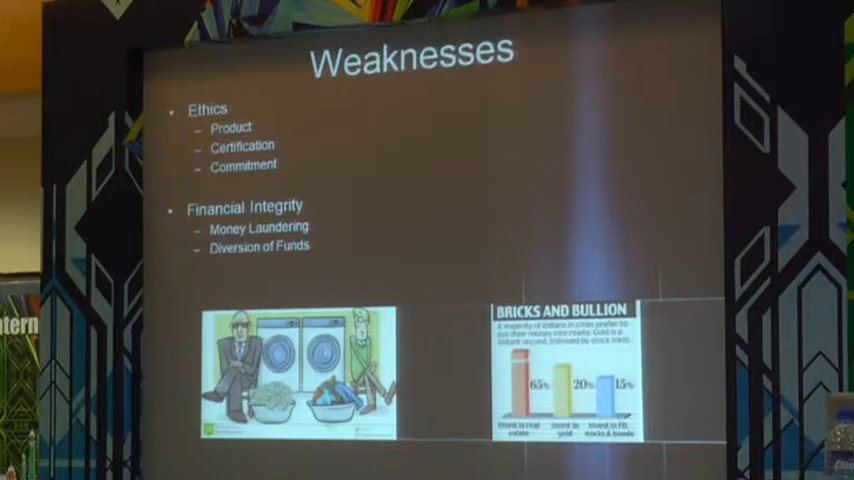 Weaknesses
• Ethics
– Product
– Certification
– Commitment
• Financial Integrity
– Money Laundering
– Diversion of Funds
BRICKS AND BULLION
A majority of Indians in cities prefer to
put their money into realty. Gold is a
distant second, followed by stock mkts.
65% 20% 15%
Invest in real Invest in Invest in FD,
estate gold stocks & bonds
ntern